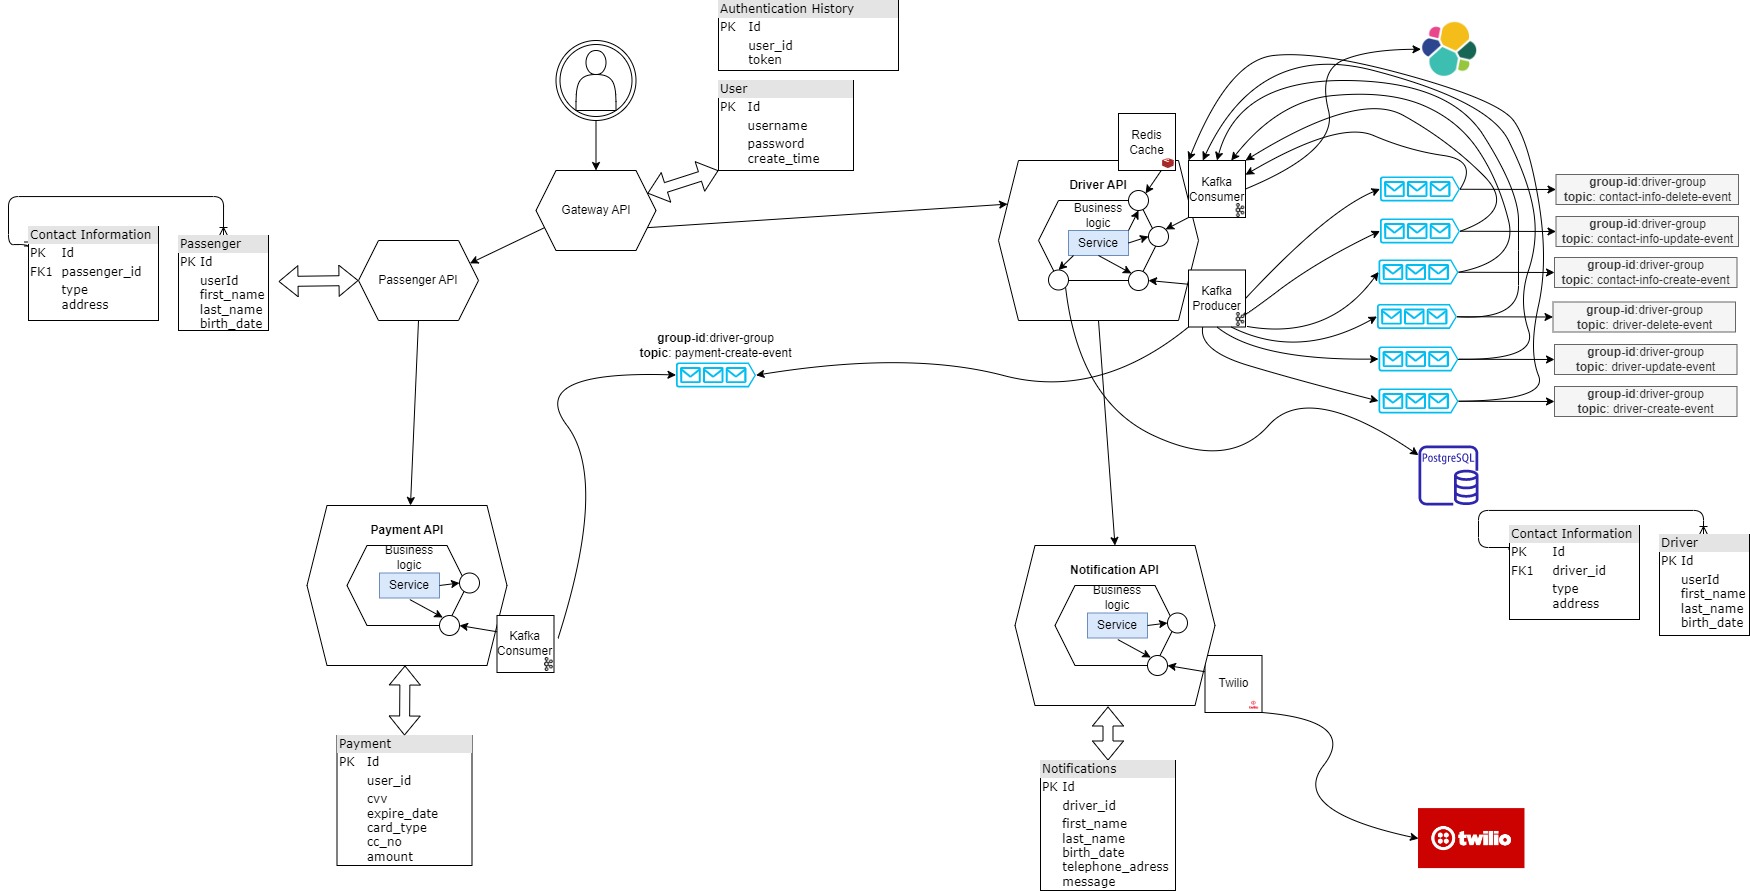 Authentication History
PK Id
user_id
token
User
PK Id
username
password
create_time
Gateway API
Contact Information
PK Id
FK1 passenger_id
type
address
Passenger
PK Id
userId
first_name
last_name
birth_date
Passenger API
Redis
Cache
Driver API
Business
logic
Service
Kafka
Consumer
Kafka
Producer
group-id:driver-group
topic: contact-info-delete-event
group-id:driver-group
topic: contact-info-update-event
group-id:driver-group
topic: contact-info-create-event
group-id:driver-group
topic: driver-delete-event
group-id:driver-group
topic: driver-update-event
group-id:driver-group
topic: driver-create-event
group-id:driver-group
topic: payment-create-event
PostgreSQL
Contact Information
PK Id
FK1 driver_id
type
address
Driver
PK Id
userId
first_name
last_name
birth_date
Payment API
Business
logic
Service
Kafka
Consumer
Payment
PK Id
user_id
cvv
expire_date
card_type
cc_no
amount
Notification API
Business
logic
Service
Twilio
twilio
Notifications
PK Id
driver_id
first_name
last_name
birth_date
telephone_adress
message
twilio